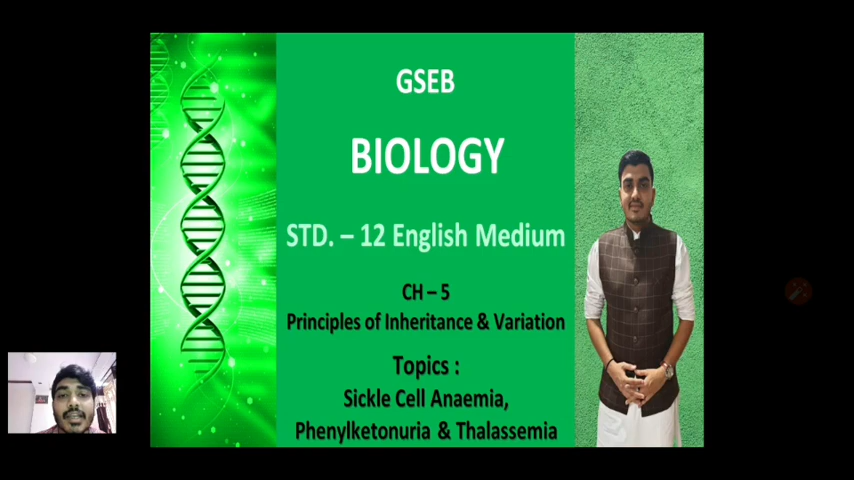 GSEB
BIOLOGY
STD. – 12 English Medium
CH – 5
Principles of Inheritance & Variation
Topics :
Sickle Cell Anaemia,
Phenylketonuria & Thalassemia